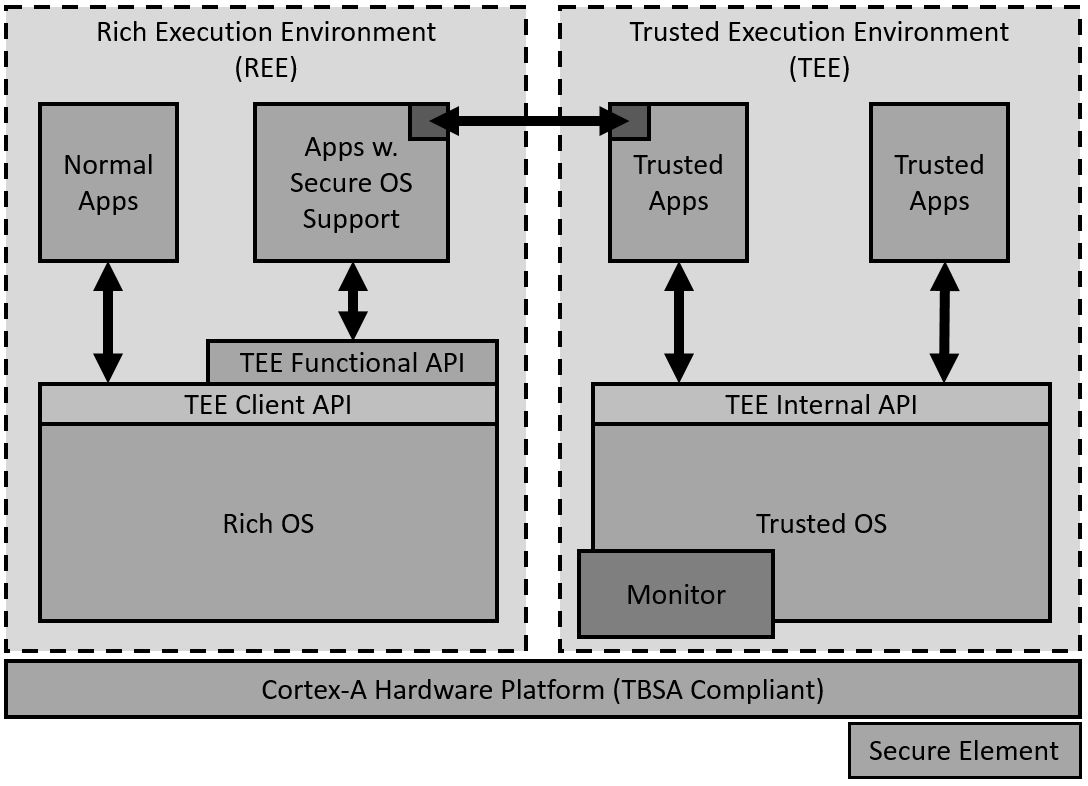 Rich Execution Environment
(REE)
Trusted Execution Environment
(TEE)
Normal
Apps
Apps w.
Secure OS
Support
Trusted
Apps
Trusted
Apps
TEE Functional API
TEE Client API
TEE Internal API
Rich OS
Trusted OS
Monitor
Cortex-A Hardware Platform (TBSA Compliant)
Secure Element